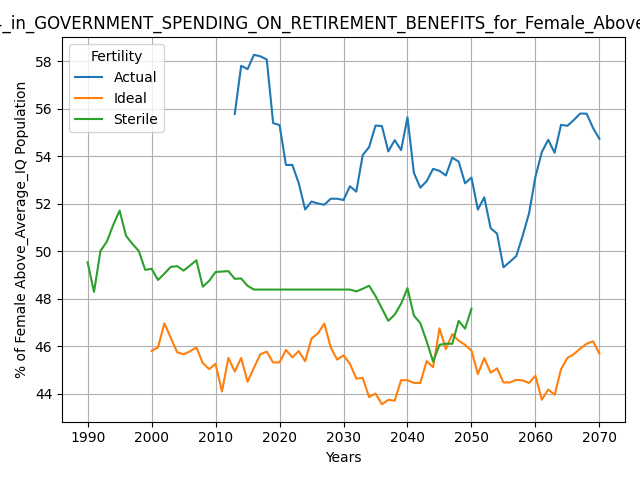 _in_GOVERNMENT_SPENDING_ON_RETIREMENT_BENEFITS_for_Female_Above
Fertility
Actual
Ideal
Sterile
% of Female Above_Average_IQ Population
58
56
54
52
50
48
46
44
1990 2000 2010 2020 2030 2040 2050 2060 2070
Years